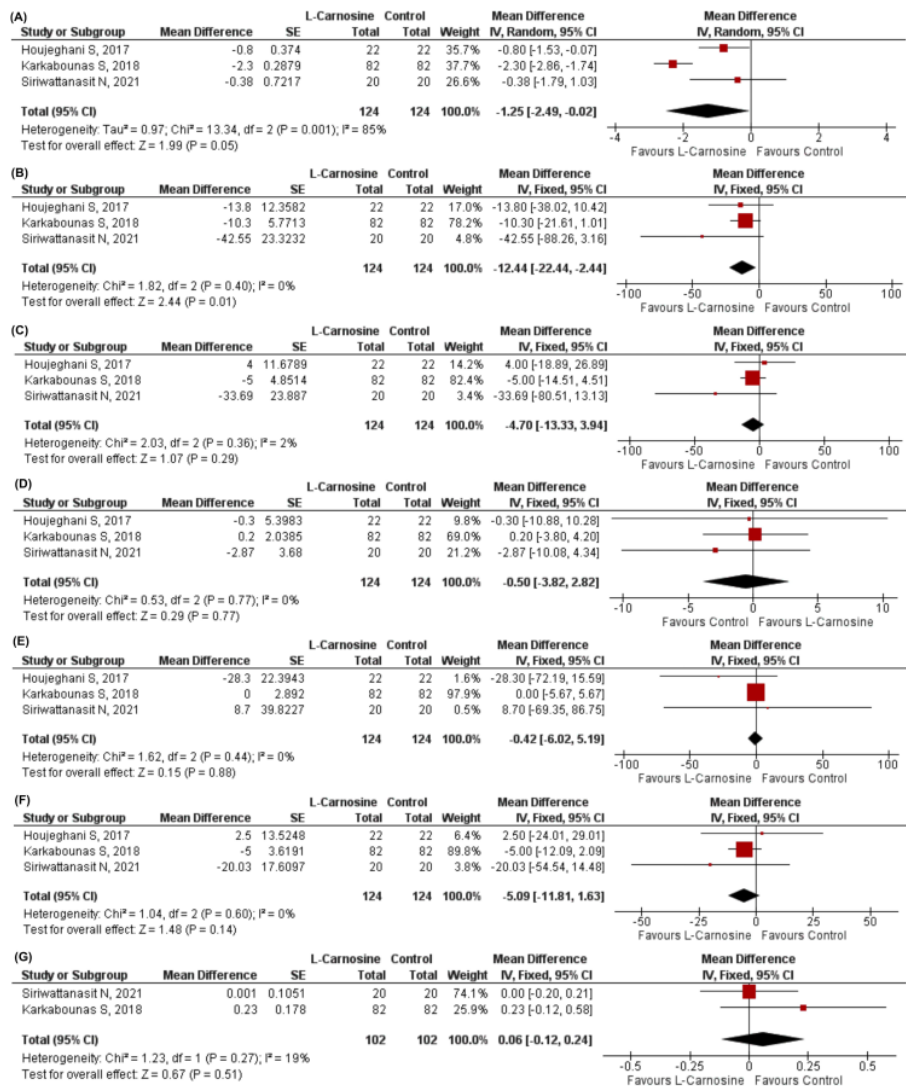 (A)
L-Carnosine Control Mean Difference Mean Difference
Study or Subgroup Mean Difference SE Total Total Weight IV, Random, 95% CI IV, Random, 95% CI
Houjeghani S, 2017 -0.8 0.374 22 22 35.7% -0.80 [-1.53, -0.07]
Karkabounas S, 2018 -2.3 0.2879 82 82 37.7% -2.30 [-2.86, -1.74]
Siriwattanasit N, 2021 -0.38 0.7217 20 20 26.6% -0.38 [-1.79, 1.03]
Total (95% CI) 124 124 100.0% -1.25 [-2.49, -0.02]
Heterogeneity: Tau² = 0.97; Chi² = 13.34, df = 2 (P = 0.001); I² = 85%
Test for overall effect: Z = 1.99 (P = 0.05)
-4 -2 0 2 4
Favours L-Carnosine Favours Control
(B)
L-Carnosine Control Mean Difference Mean Difference
Study or Subgroup Mean Difference SE Total Total Weight IV, Fixed, 95% CI IV, Fixed, 95% CI
Houjeghani S, 2017 -13.8 12.3582 22 22 17.0% -13.80 [-38.02, 10.42]
Karkabounas S, 2018 -10.3 5.7713 82 82 78.2% -10.30 [-21.61, 1.01]
Siriwattanasit N, 2021 -42.55 23.3232 20 20 4.8% -42.55 [-88.26, 3.16]
Total (95% CI) 124 124 100.0% -12.44 [-22.44, -2.44]
Heterogeneity: Chi² = 1.82, df = 2 (P = 0.40); I² = 0%
Test for overall effect: Z = 2.44 (P = 0.01)
-100 -50 0 50 100
Favours L-Carnosine Favours Control
(C)
L-Carnosine Control Mean Difference Mean Difference
Study or Subgroup Mean Difference SE Total Total Weight IV, Fixed, 95% CI IV, Fixed, 95% CI
Houjeghani S, 2017 4 11.6789 22 22 14.2% 4.00 [-18.89, 26.89]
Karkabounas S, 2018 -5 4.8514 82 82 82.4% -5.00 [-14.51, 4.51]
Siriwattanasit N, 2021 -33.69 23.887 20 20 3.4% -33.69 [-80.51, 13.13]
Total (95% CI) 124 124 100.0% -4.70 [-13.33, 3.94]
Heterogeneity: Chi² = 2.03, df = 2 (P = 0.36); I² = 2%
Test for overall effect: Z = 1.07 (P = 0.29)
-100 -50 0 50 100
Favours L-Carnosine Favours Control
(D)
L-Carnosine Control Mean Difference Mean Difference
Study or Subgroup Mean Difference SE Total Total Weight IV, Fixed, 95% CI IV, Fixed, 95% CI
Houjeghani S, 2017 -0.3 5.3983 22 22 9.8% -0.30 [-10.88, 10.28]
Karkabounas S, 2018 0.2 2.0385 82 82 69.0% 0.20 [-3.80, 4.20]
Siriwattanasit N, 2021 -2.87 3.68 20 20 21.2% -2.87 [-10.08, 4.34]
Total (95% CI) 124 124 100.0% -0.50 [-3.82, 2.82]
Heterogeneity: Chi² = 0.53, df = 2 (P = 0.77); I² = 0%
Test for overall effect: Z = 0.29 (P = 0.77)
-10 -5 0 5 10
Favours Control Favours L-Carnosine
(E)
L-Carnosine Control Mean Difference Mean Difference
Study or Subgroup Mean Difference SE Total Total Weight IV, Fixed, 95% CI IV, Fixed, 95% CI
Houjeghani S, 2017 -28.3 22.3943 22 22 1.6% -28.30 [-72.19, 15.59]
Karkabounas S, 2018 0 2.892 82 82 97.9% 0.00 [-5.67, 5.67]
Siriwattanasit N, 2021 8.7 39.8227 20 20 0.5% 8.70 [-69.35, 86.75]
Total (95% CI) 124 124 100.0% -0.42 [-6.02, 5.19]
Heterogeneity: Chi² = 1.62, df = 2 (P = 0.44); I² = 0%
Test for overall effect: Z = 0.15 (P = 0.88)
-100 -50 0 50 100
Favours L-Carnosine Favours Control
(F)
L-Carnosine Control Mean Difference Mean Difference
Study or Subgroup Mean Difference SE Total Total Weight IV, Fixed, 95% CI IV, Fixed, 95% CI
Houjeghani S, 2017 2.5 13.5248 22 22 6.4% 2.50 [-24.01, 29.01]
Karkabounas S, 2018 -5 3.6191 82 82 89.8% -5.00 [-12.09, 2.09]
Siriwattanasit N, 2021 -20.03 17.6097 20 20 3.8% -20.03 [-54.54, 14.48]
Total (95% CI) 124 124 100.0% -5.09 [-11.81, 1.63]
Heterogeneity: Chi² = 1.04, df = 2 (P = 0.60); I² = 0%
Test for overall effect: Z = 1.48 (P = 0.14)
-50 -25 0 25 50
Favours L-Carnosine Favours Control
(G)
L-Carnosine Control Mean Difference Mean Difference
Study or Subgroup Mean Difference SE Total Total Weight IV, Fixed, 95% CI IV, Fixed, 95% CI
Siriwattanasit N, 2021 0.001 0.1051 20 20 74.1% 0.00 [-0.20, 0.21]
Karkabounas S, 2018 0.23 0.178 82 82 25.9% 0.23 [-0.12, 0.58]
Total (95% CI) 102 102 100.0% 0.06 [-0.12, 0.24]
Heterogeneity: Chi² = 1.23, df = 1 (P = 0.27); I² = 19%
Test for overall effect: Z = 0.67 (P = 0.51)
-0.5 -0.25 0 0.25 0.5
Favours L-Carnosine Favours Control